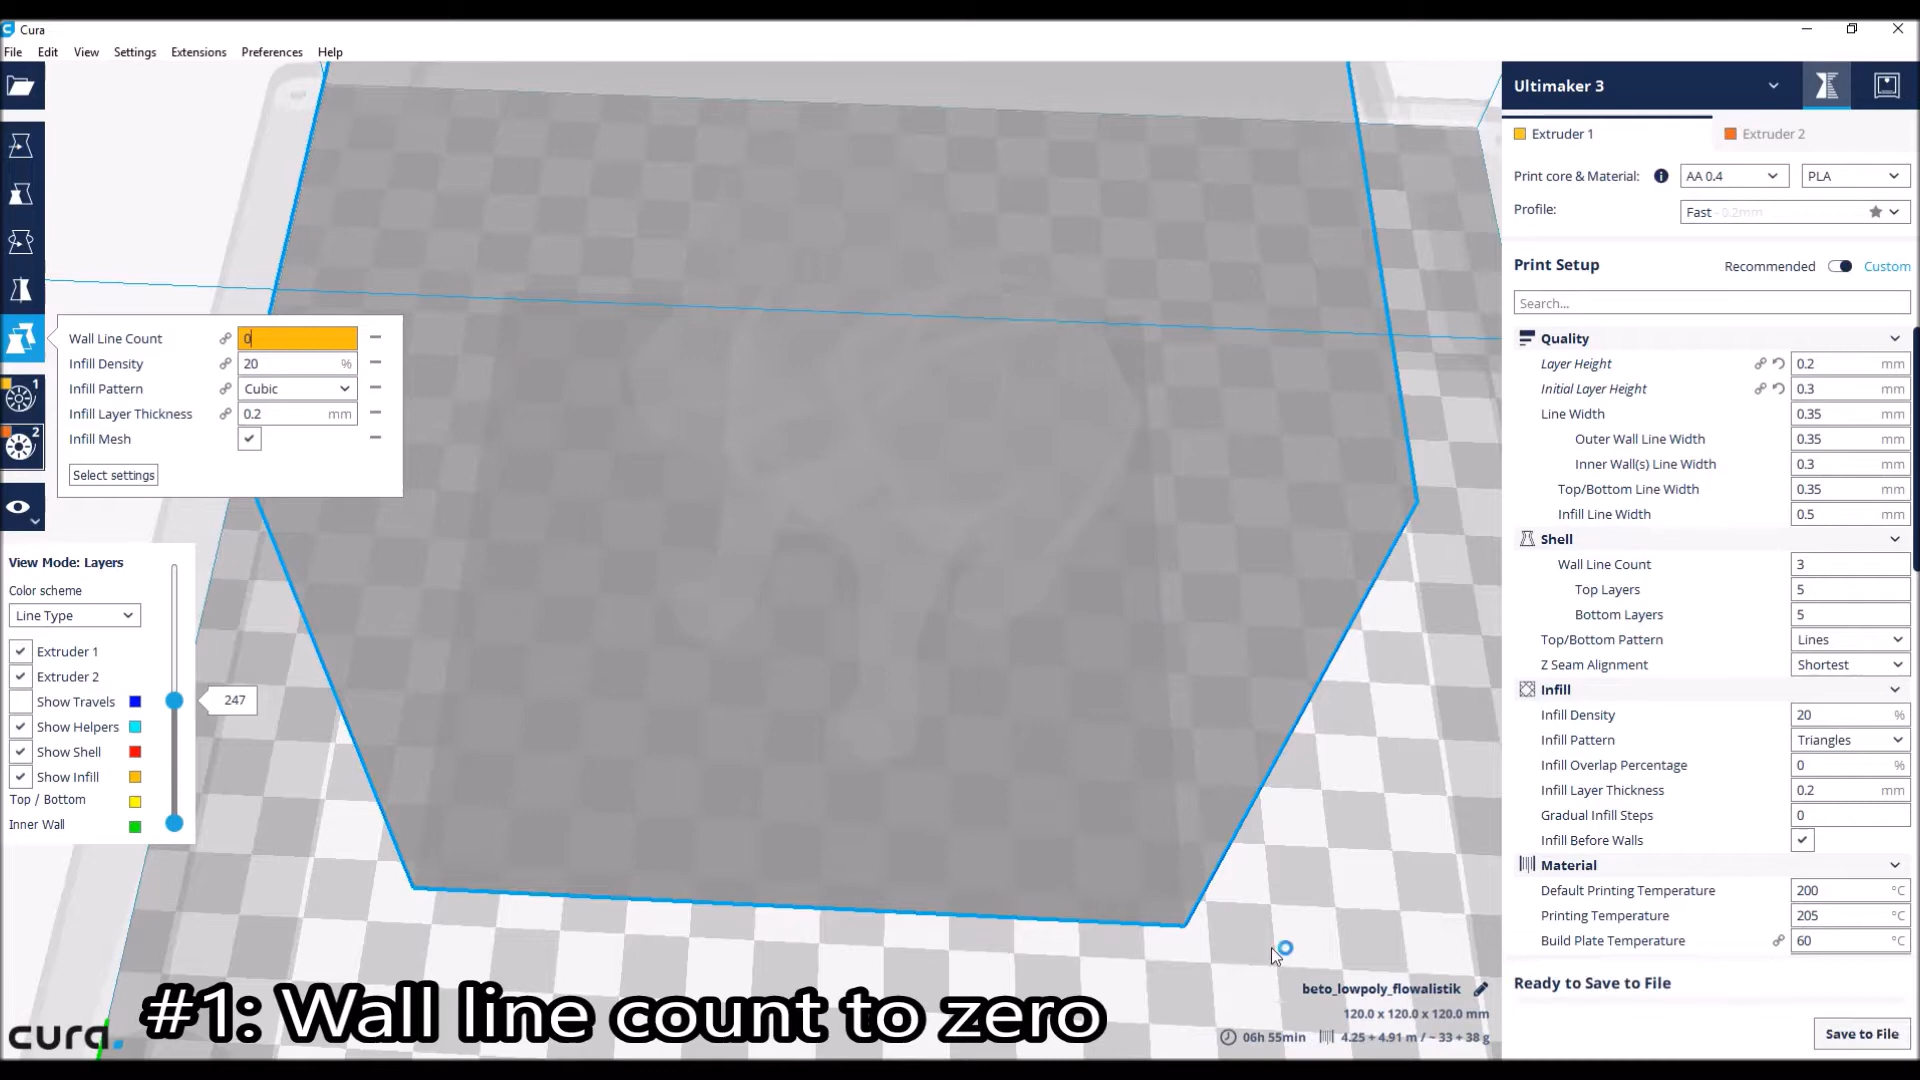 Cura
File Edit View Settings Extensions Preferences Help
Wall Line Count 0
Infill Density 20 %
Infill Pattern Cubic
Infill Layer Thickness 0.2 mm
Infill Mesh
Select settings
1
2
View Mode: Layers
Color scheme
Line Type
Extruder 1
Extruder 2
Show Travels
Show Helpers
Show Shell
Show Infill
Top / Bottom
Inner Wall
247
Ultimaker 3
Extruder 1 Extruder 2
Print core & Material: AA 0.4 PLA
Profile: Fast - 0.2mm
Print Setup Recommended Custom
Search...
Quality
Layer Height 0.2 mm
Initial Layer Height 0.3 mm
Line Width 0.35 mm
Outer Wall Line Width 0.35 mm
Inner Wall(s) Line Width 0.3 mm
Top/Bottom Line Width 0.35 mm
Infill Line Width 0.5 mm
Shell
Wall Line Count 3
Top Layers 5
Bottom Layers 5
Top/Bottom Pattern Lines
Z Seam Alignment Shortest
Infill
Infill Density 20 %
Infill Pattern Triangles
Infill Overlap Percentage 0 %
Infill Layer Thickness 0.2 mm
Gradual Infill Steps 0
Infill Before Walls
Material
Default Printing Temperature 200 °C
Printing Temperature 205 °C
Build Plate Temperature 60 °C
Ready to Save to File
Save to File
beto_lowpoly_flowalistik
120.0 x 120.0 x 120.0 mm
06h 55min 4.25 + 4.91 m / ~ 33 + 38 g
cura.
#1: Wall line count to zero